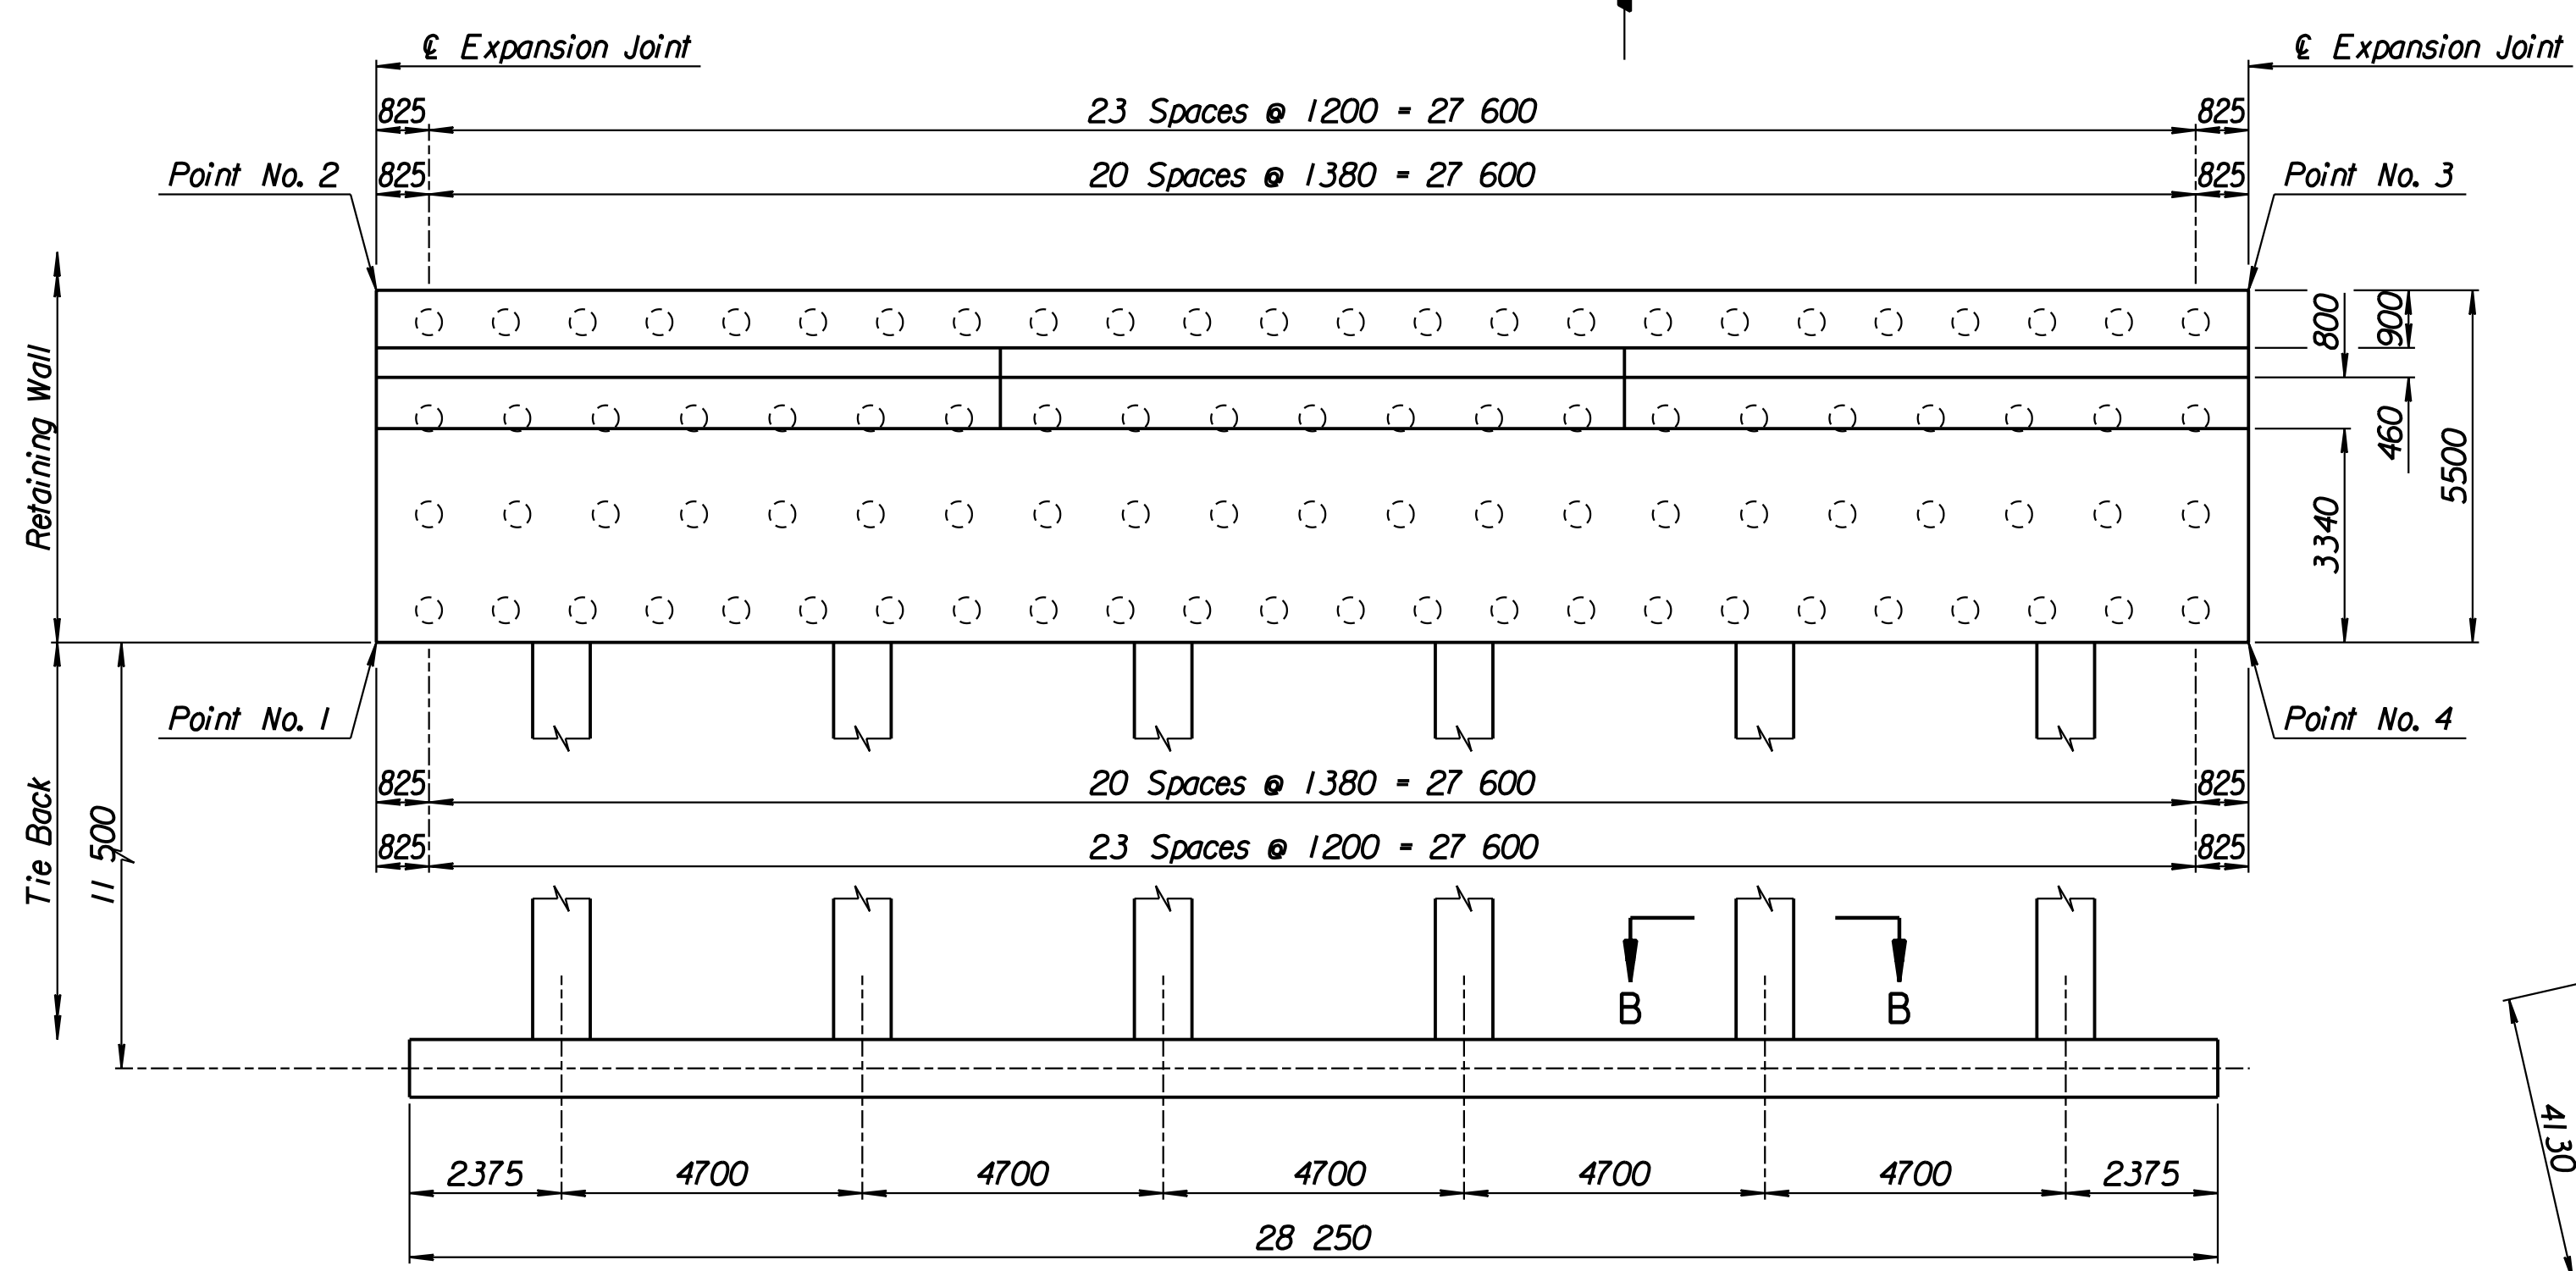 ℄ Expansion Joint
℄ Expansion Joint
825
23 Spaces @ 1200 = 27 600
825
Point No. 2
825
20 Spaces @ 1380 = 27 600
825
Point No. 3
800
900
Retaining Wall
460
5500
3340
Point No. 1
Point No. 4
825
20 Spaces @ 1380 = 27 600
825
Tie Back
11 500
825
23 Spaces @ 1200 = 27 600
825
B
B
4130
2375
4700
4700
4700
4700
4700
2375
28 250